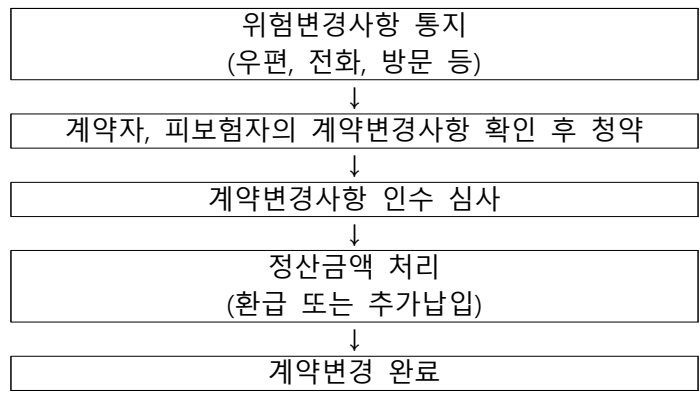 위험변경사항 통지
(우편, 전화, 방문 등)
↓
계약자, 피보험자의 계약변경사항 확인 후 청약
↓
계약변경사항 인수 심사
↓
정산금액 처리
(환급 또는 추가납입)
↓
계약변경 완료